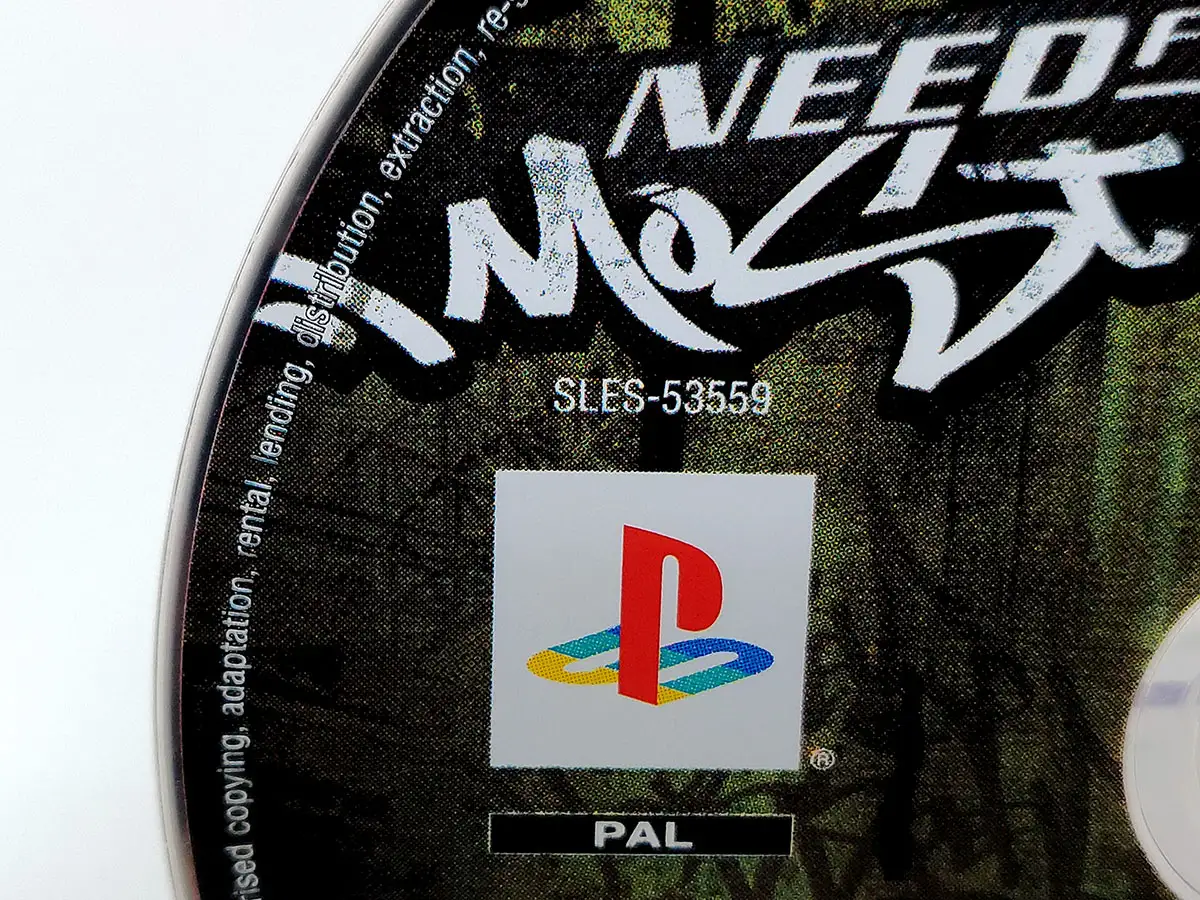 NEED F
MOST
SLES-53559
®
PAL
rised copying, adaptation, rental, lending, distribution, extraction, re-s